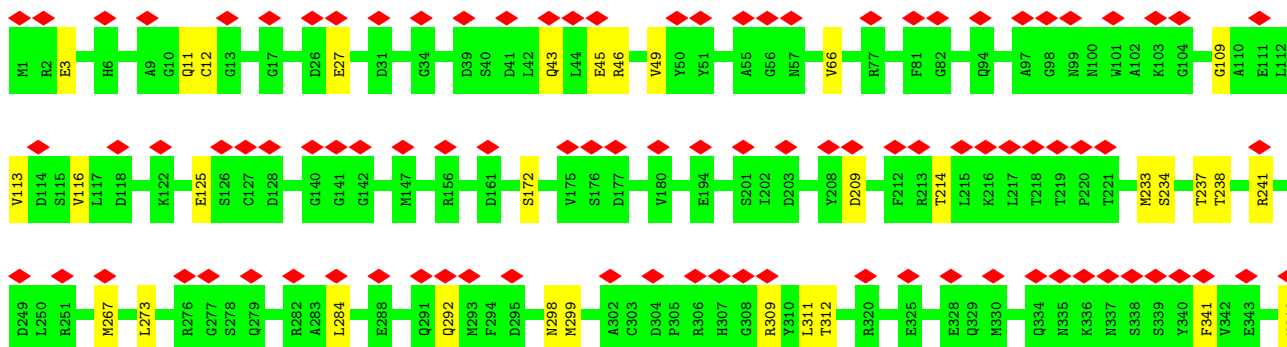 M1 R2 E3 H6 A9 G10 Q11 C12 G13 G17 D26 E27 D31 G34 D39 S40 D41 L42 Q43 L44 E45 R46 V49 Y50 Y51 A55 G56 N57 V66 R77 F81 G82 Q94 A97 G98 N99 N100 W101 A102 K103 G104 G109 A110 E111 L112
V113 D114 S115 V116 L117 D118 K122 E125 S126 C127 D128 G140 G141 G142 M147 R156 D161 S172 V175 S176 D177 V180 E194 S201 I202 D203 Y208 D209 F212 R213 T214 L215 K216 L217 T218 T219 P220 T221 M233 S234 T237 T238 R241
D249 L250 R251 M267 L273 R276 G277 S278 Q279 R282 A283 L284 E288 Q291 Q292 M293 F294 D295 N298 M299 A302 C303 D304 P305 R306 H307 G308 R309 Y310 L311 T312 R320 E325 E328 Q329 M330 Q334 N335 K336 N337 S338 S339 Y340 F341 V342 E343